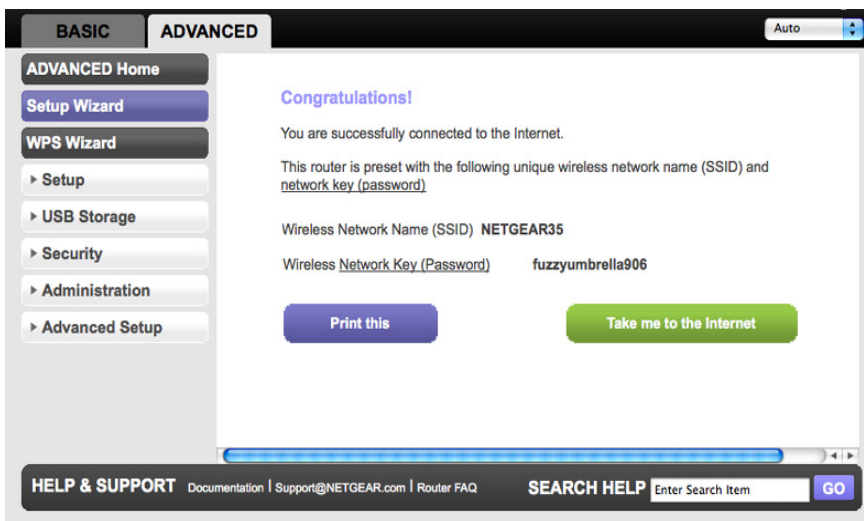 BASIC
ADVANCED
Auto
ADVANCED Home
Setup Wizard
WPS Wizard
Setup
USB Storage
Security
Administration
Advanced Setup
Congratulations!
You are successfully connected to the Internet.
This router is preset with the following unique wireless network name (SSID) and
network key (password)
Wireless Network Name (SSID) NETGEAR35
Wireless Network Key (Password) fuzzyumbrella906
Print this
Take me to the Internet
HELP & SUPPORT Documentation | Support@NETGEAR.com | Router FAQ
SEARCH HELP Enter Search Item GO